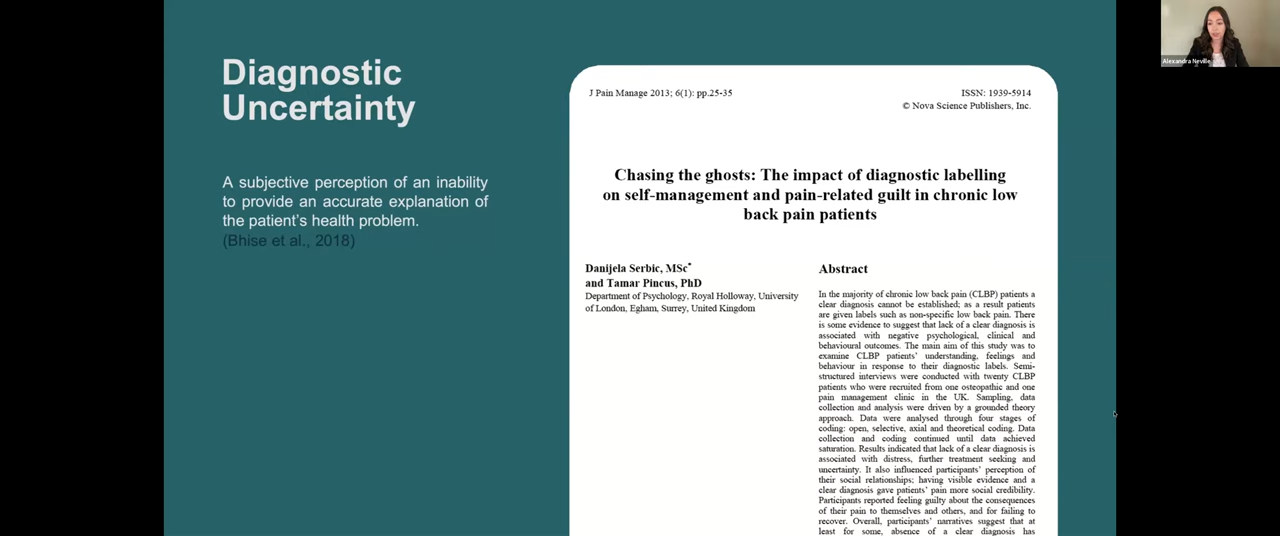 Diagnostic
Uncertainty
A subjective perception of an inability
to provide an accurate explanation of
the patient's health problem.
(Bhise et al., 2018)
J Pain Manage 2013; 6(1): pp.25-35
ISSN: 1939-5914
© Nova Science Publishers, Inc.
Chasing the ghosts: The impact of diagnostic labelling
on self-management and pain-related guilt in chronic low
back pain patients
Danijela Serbic, MSc*
and Tamar Pincus, PhD
Department of Psychology, Royal Holloway, University
of London, Egham, Surrey, United Kingdom
Abstract
In the majority of chronic low back pain (CLBP) patients a
clear diagnosis cannot be established; as a result patients
are given labels such as non-specific low back pain. There
is some evidence to suggest that lack of a clear diagnosis is
associated with negative psychological, clinical and
behavioural outcomes. The main aim of this study was to
examine CLBP patients' understanding, feelings and
behaviour in response to their diagnostic labels. Semi-
structured interviews were conducted with twenty CLBP
patients who were recruited from one osteopathic and one
pain management clinic in the UK. Sampling, data
collection and analysis were driven by a grounded theory
approach. Data were analysed through four stages of
coding: open, selective, axial and theoretical coding. Data
collection and coding continued until data achieved
saturation. Results indicated that lack of a clear diagnosis is
associated with distress, further treatment seeking and
uncertainty. It also influenced participants' perception of
their social relationships; having visible evidence and a
clear diagnosis gave patients' pain more social credibility.
Participants reported feeling guilty about the consequences
of their pain to themselves and others, and for failing to
recover. Overall, participants' narratives suggest that at
least for some, absence of a clear diagnosis has
Alexandra Neville